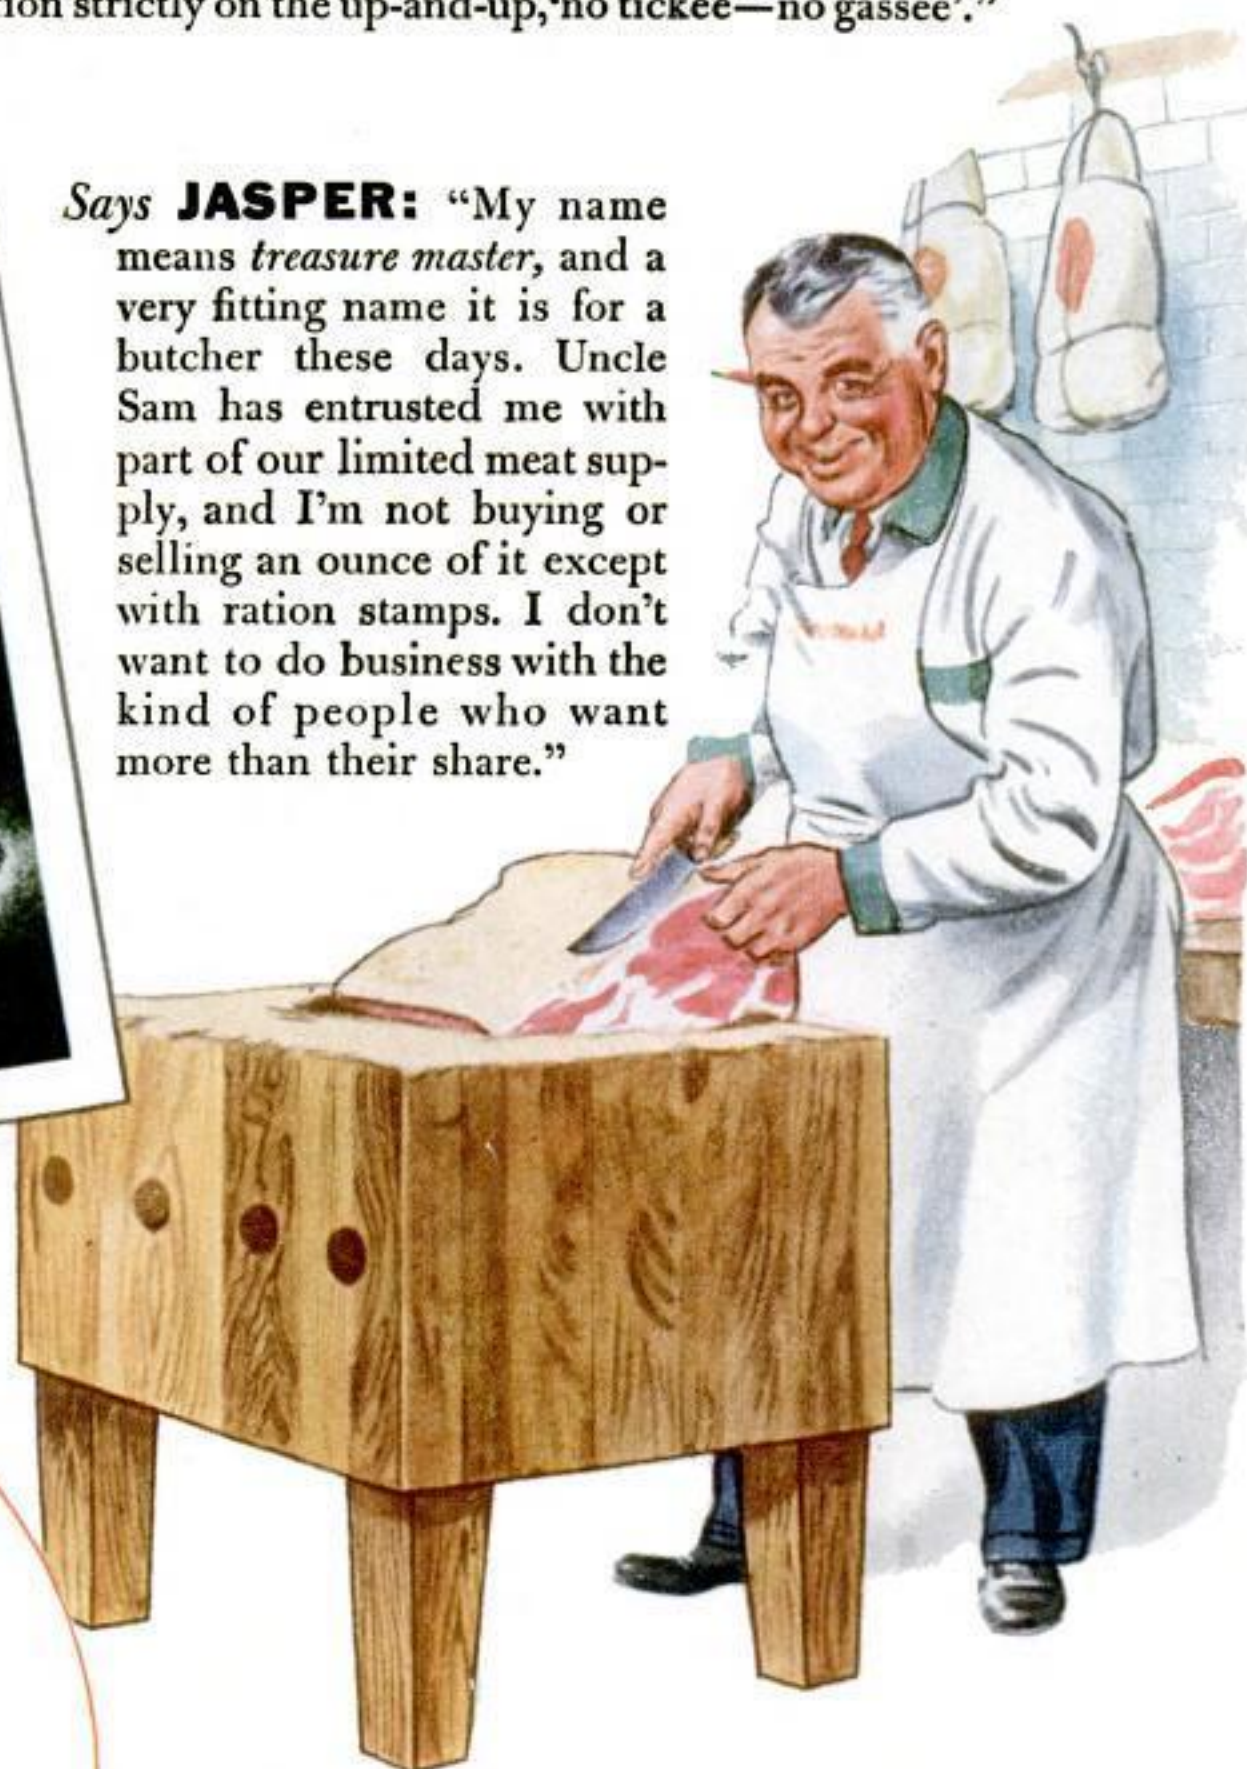 ion strictly on the up-and-up, 'no tickee—no gassee'."
Says JASPER: "My name
means treasure master, and a
very fitting name it is for a
butcher these days. Uncle
Sam has entrusted me with
part of our limited meat sup-
ply, and I'm not buying or
selling an ounce of it except
with ration stamps. I don't
want to do business with the
kind of people who want
more than their share."